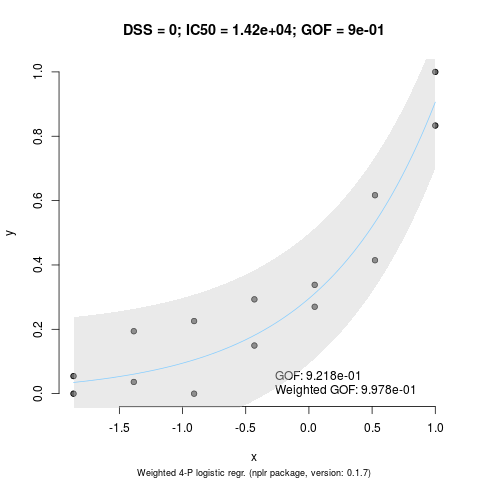 DSS = 0; IC50 = 1.42e+04; GOF = 9e-01
1.0
0.8
0.6
0.4
0.2
0.0
y
GOF: 9.218e-01
Weighted GOF: 9.978e-01
-1.5 -1.0 -0.5 0.0 0.5 1.0
x
Weighted 4-P logistic regr. (nplr package, version: 0.1.7)